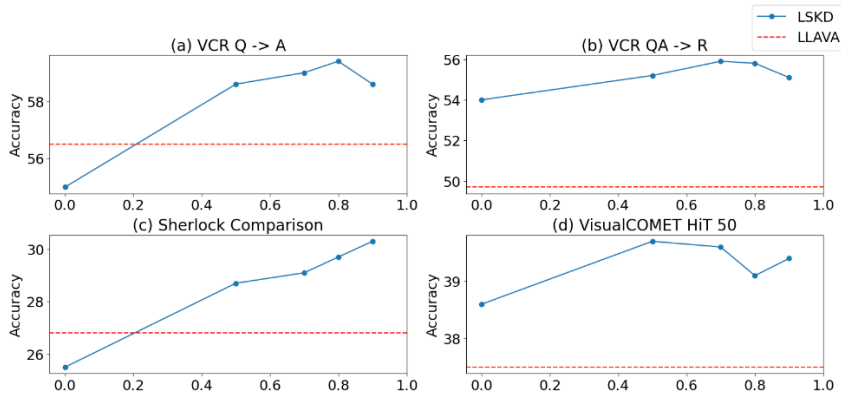 LSKD
LLAVA
(a) VCR Q -> A
Accuracy
58
56
0.0 0.2 0.4 0.6 0.8 1.0
(b) VCR QA -> R
Accuracy
56
54
52
50
0.0 0.2 0.4 0.6 0.8 1.0
(c) Sherlock Comparison
Accuracy
30
28
26
0.0 0.2 0.4 0.6 0.8 1.0
(d) VisualCOMET HiT 50
Accuracy
39
38
0.0 0.2 0.4 0.6 0.8 1.0